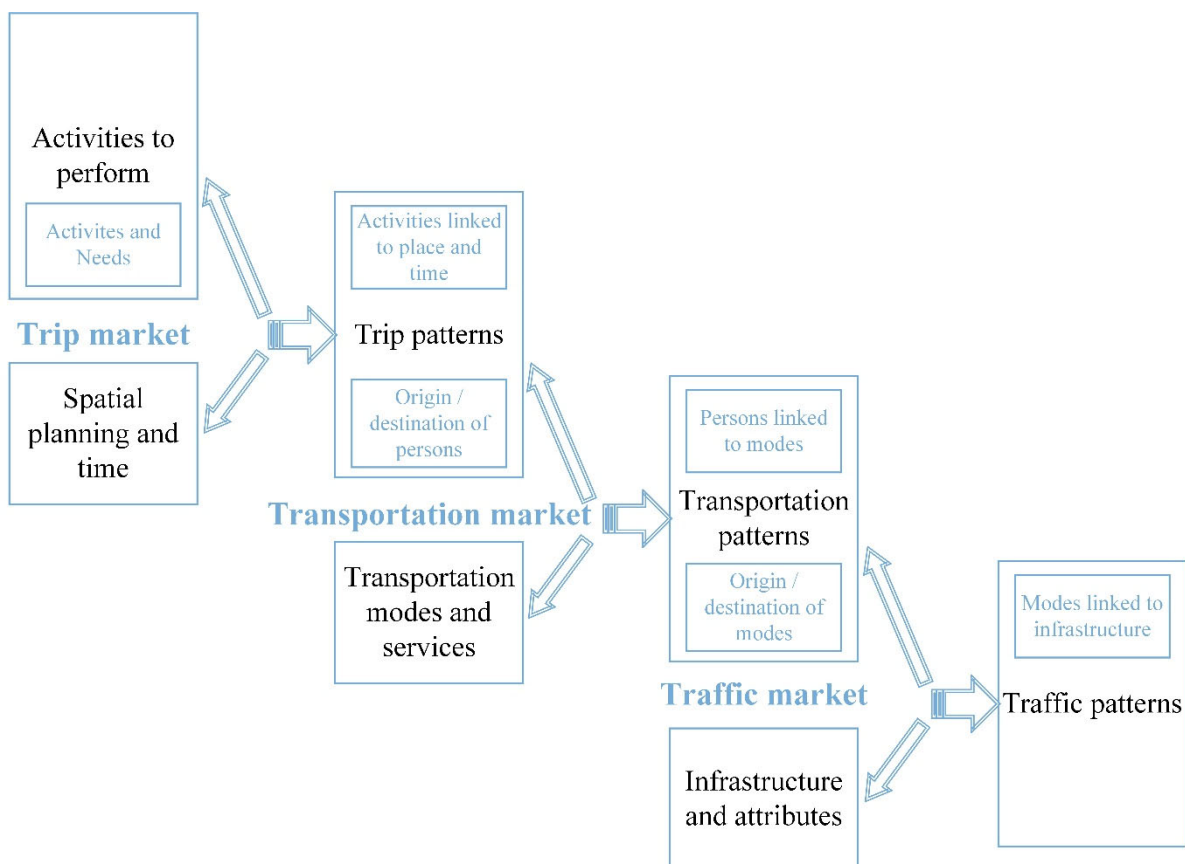 Activities to
perform
Activites and
Needs
Trip market
Spatial
planning and
time
Activities linked
to place and
time
Trip patterns
Origin /
destination of
persons
Transportation market
Transportation
modes and
services
Persons linked
to modes
Transportation
patterns
Origin /
destination of
modes
Traffic market
Infrastructure
and attributes
Modes linked to
infrastructure
Traffic patterns